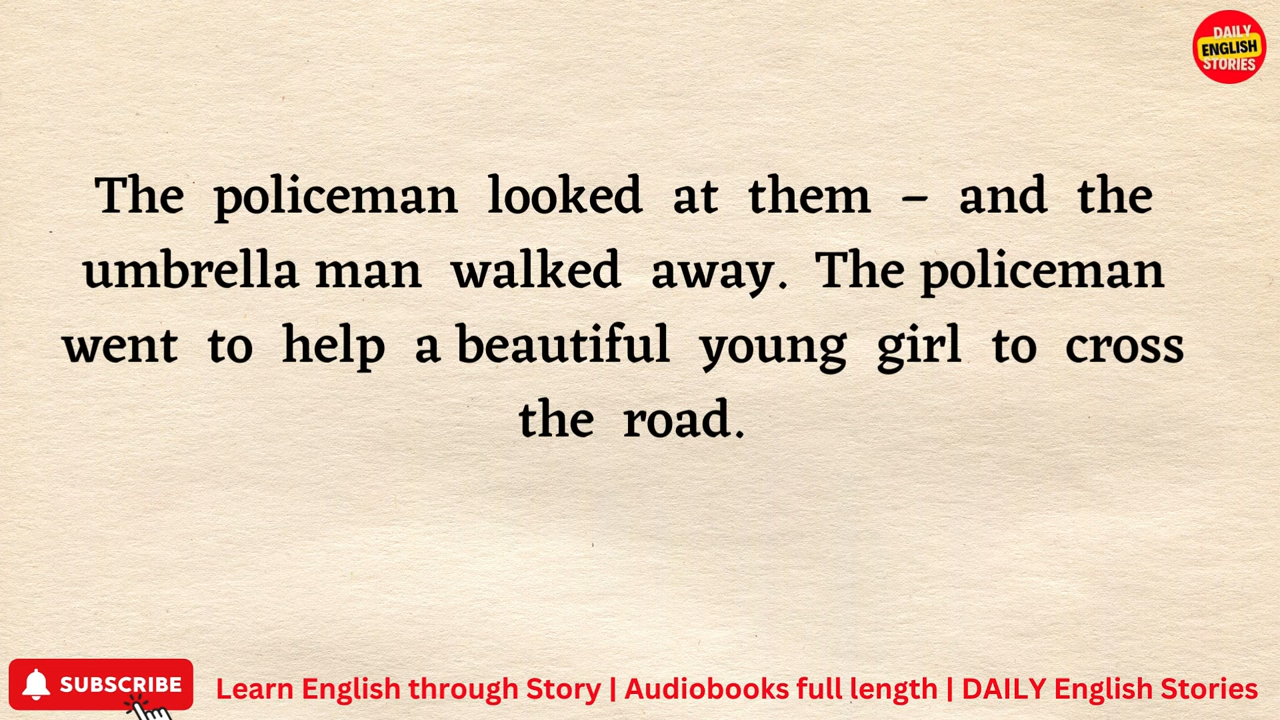 DAILY
ENGLISH
STORIES
The policeman looked at them – and the
umbrella man walked away. The policeman
went to help a beautiful young girl to cross
the road.
SUBSCRIBE
Learn English through Story | Audiobooks full length | DAILY English Stories